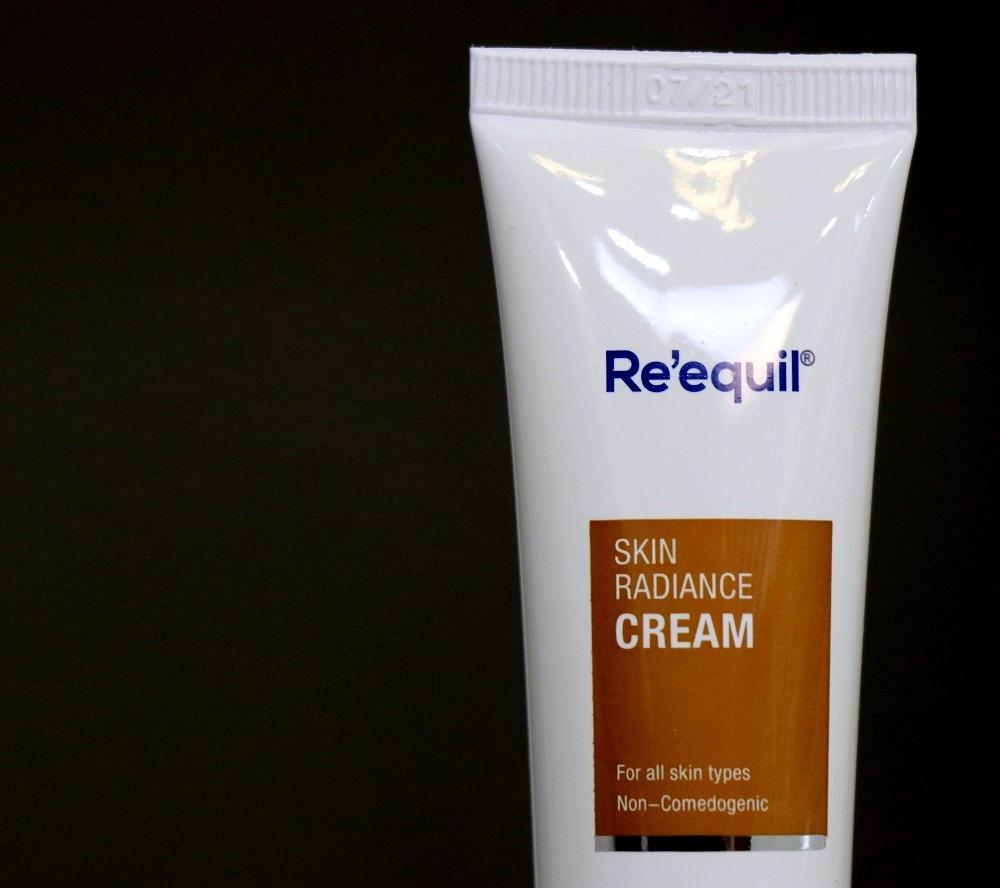 07/21
Re’equil®
SKIN
RADIANCE
CREAM
For all skin types
Non–Comedogenic